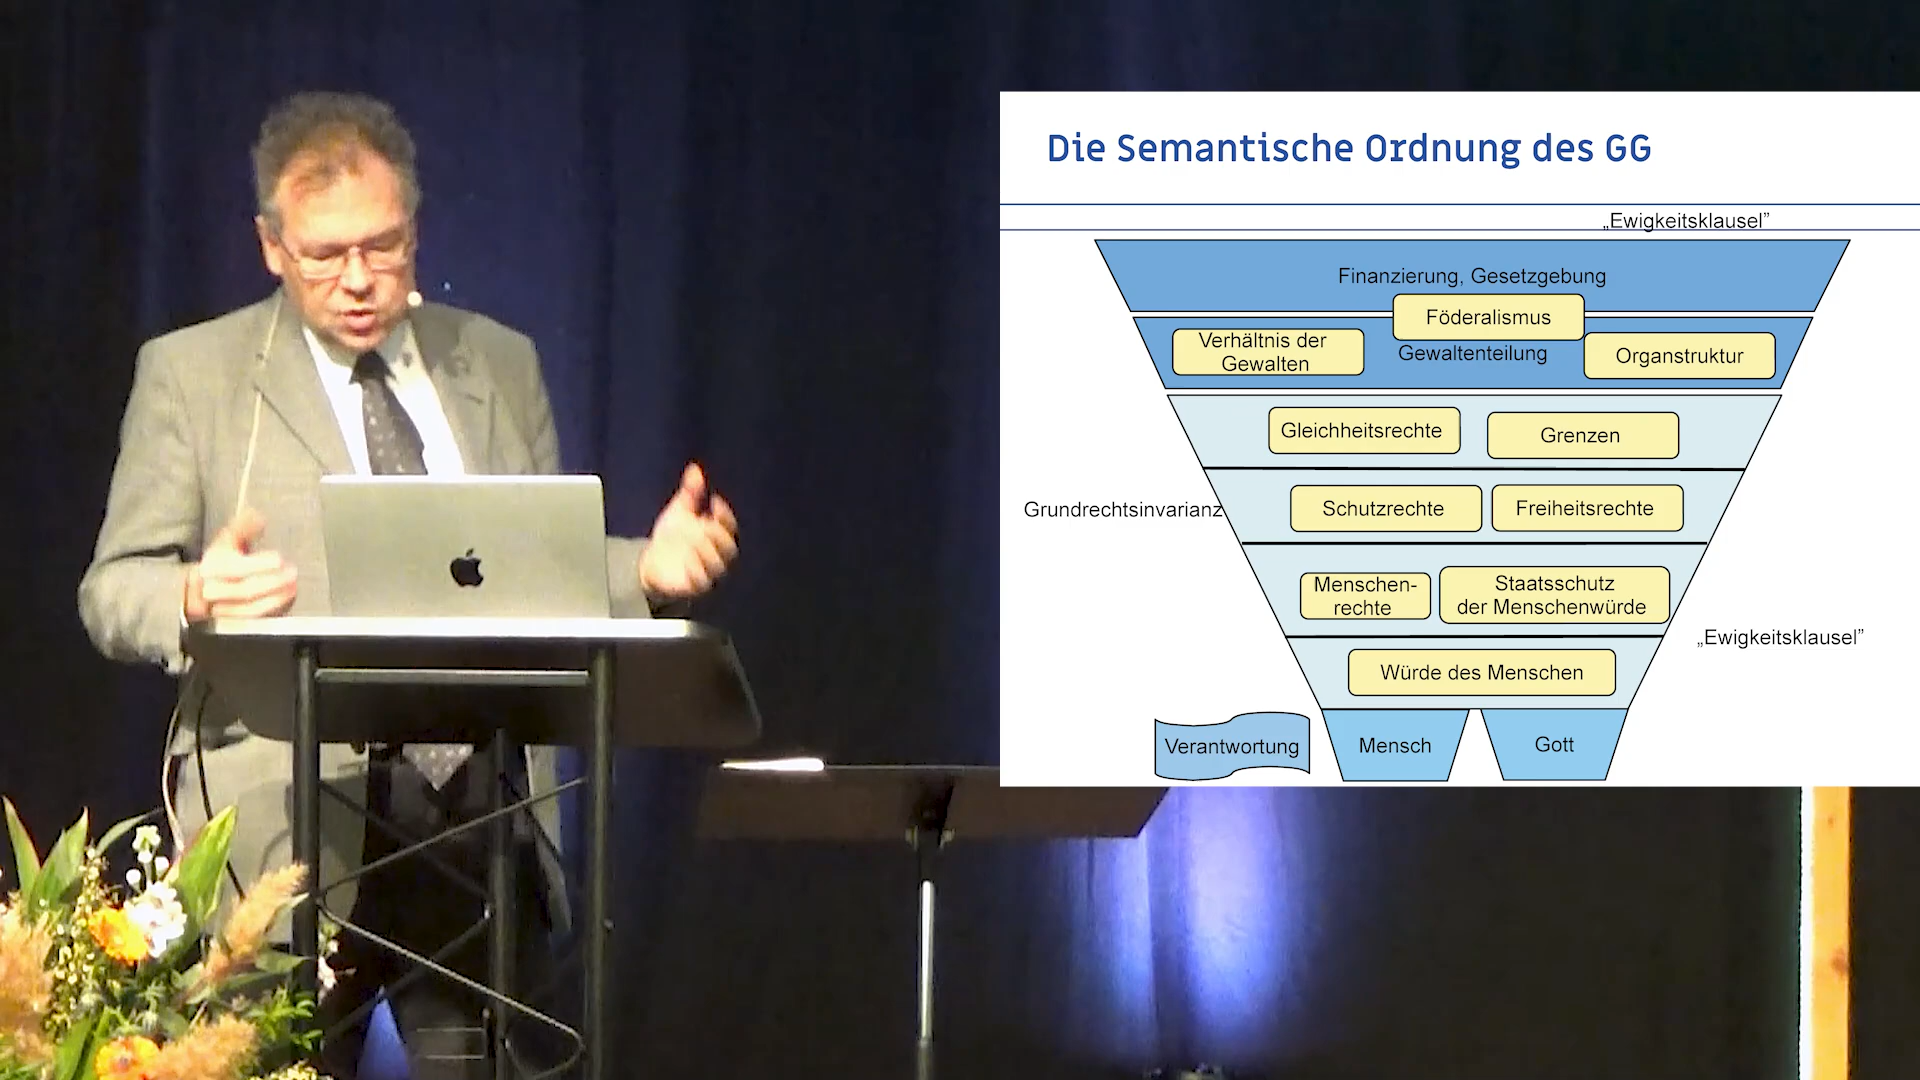 Die Semantische Ordnung des GG
„Ewigkeitsklausel”
Finanzierung, Gesetzgebung
Föderalismus
Verhältnis der
Gewalten
Gewaltenteilung
Organstruktur
Gleichheitsrechte
Grenzen
Grundrechtsinvarianz
Schutzrechte
Freiheitsrechte
Menschen-
rechte
Staatsschutz
der Menschenwürde
„Ewigkeitsklausel”
Würde des Menschen
Verantwortung
Mensch
Gott